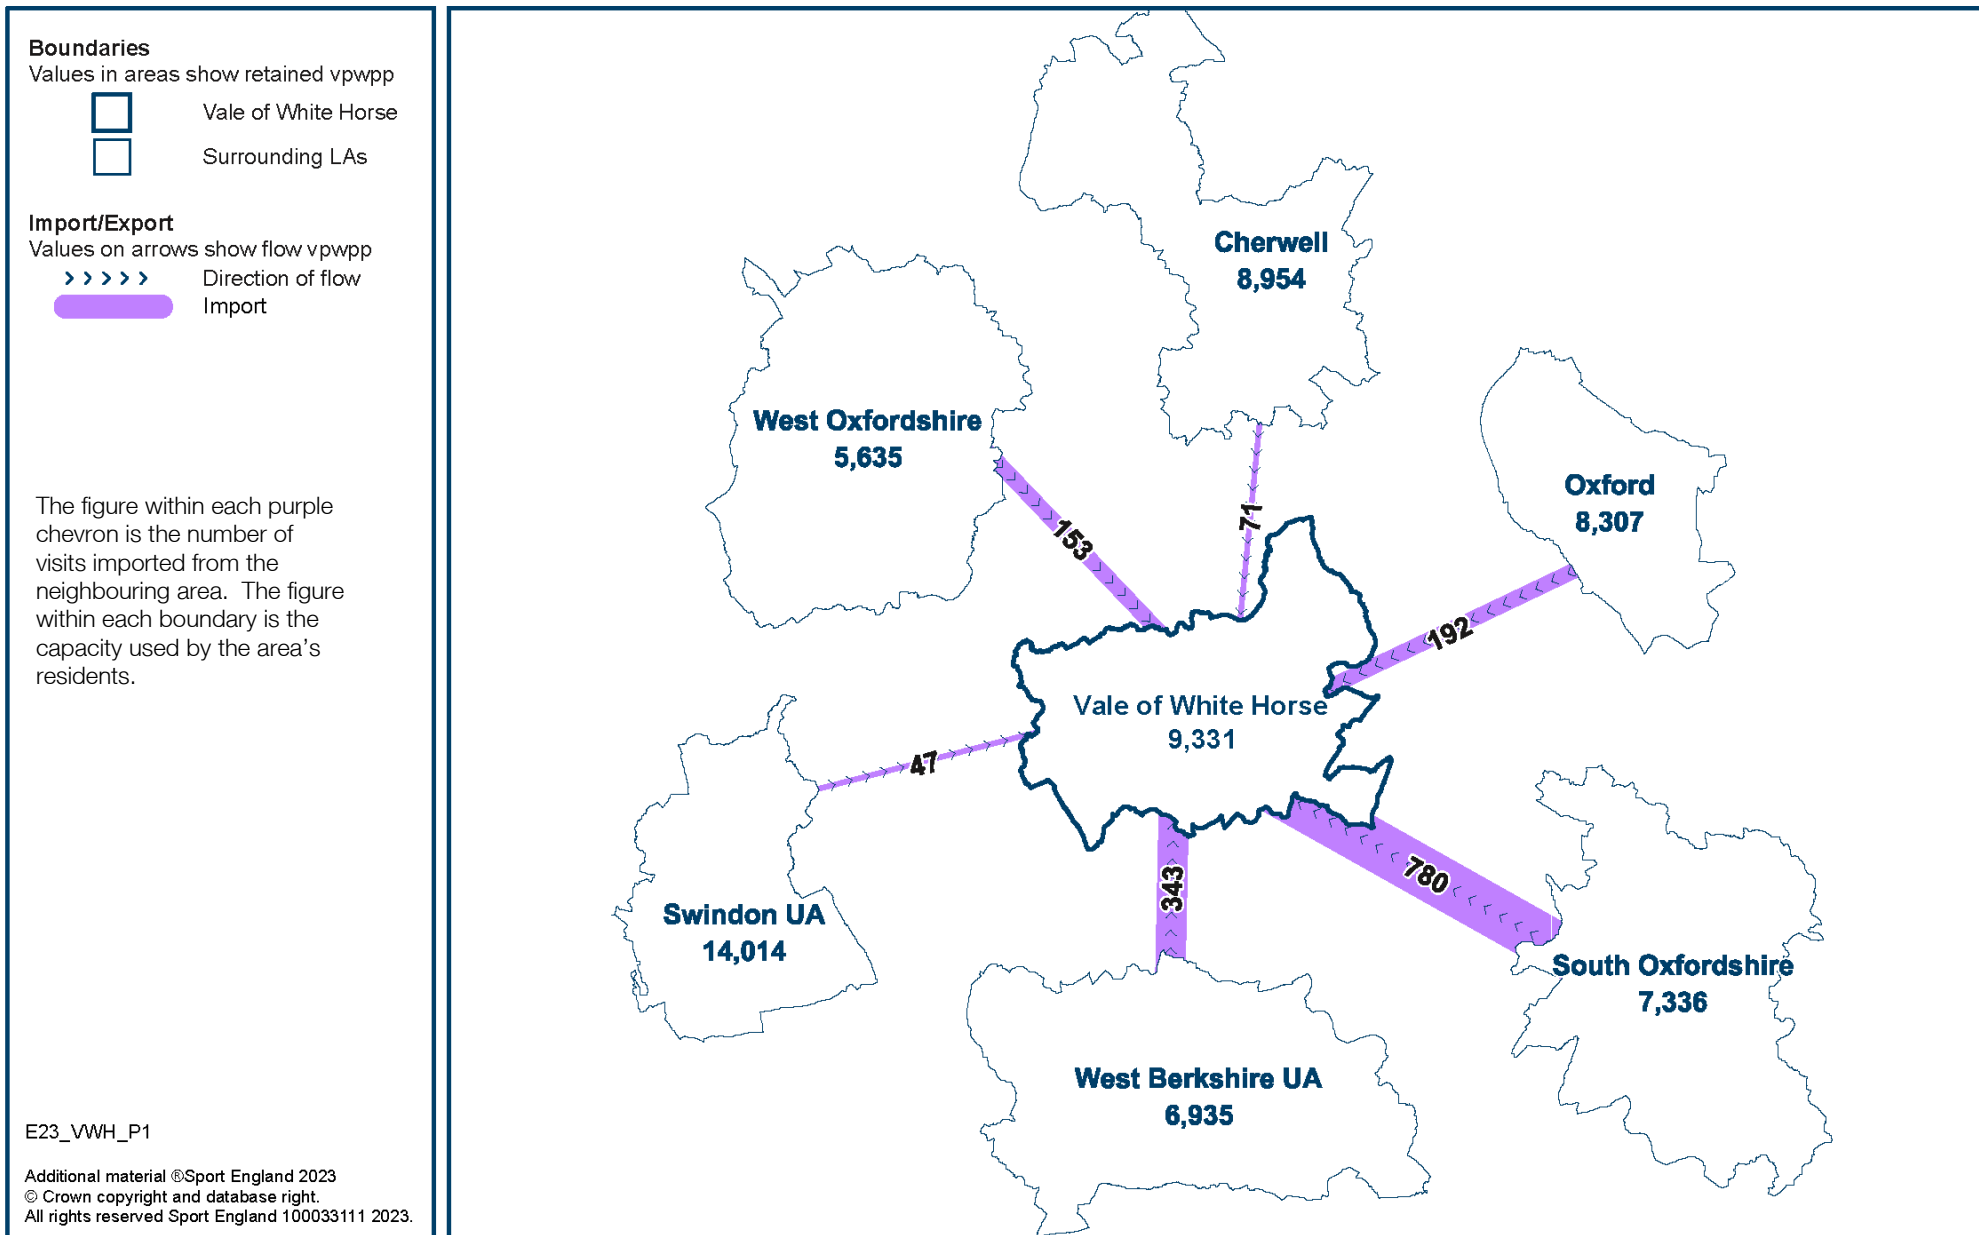 Boundaries
Values in areas show retained vpwpp
Vale of White Horse
Surrounding LAs
Import/Export
Values on arrows show flow vpwpp
Direction of flow
Import
The figure within each purple
chevron is the number of
visits imported from the
neighbouring area. The figure
within each boundary is the
capacity used by the area's
residents.
E23_VWH_P1
Additional material ®Sport England 2023
© Crown copyright and database right.
All rights reserved Sport England 100033111 2023.
Cherwell
8,954
West Oxfordshire
5,635
Oxford
8,307
153
71
192
Vale of White Horse
9,331
47
343
780
Swindon UA
14,014
South Oxfordshire
7,336
West Berkshire UA
6,935